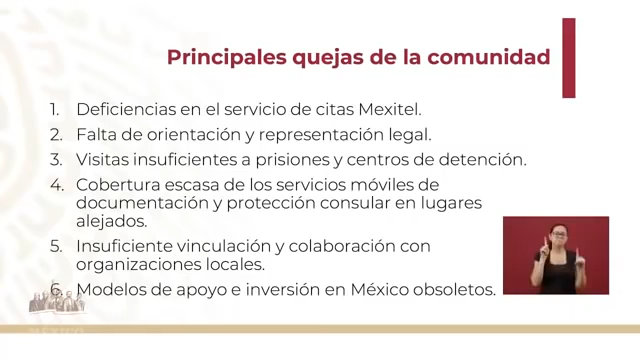 Principales quejas de la comunidad
1. Deficiencias en el servicio de citas Mexitel.
2. Falta de orientación y representación legal.
3. Visitas insuficientes a prisiones y centros de detención.
4. Cobertura escasa de los servicios móviles de
documentación y protección consular en lugares
alejados.
5. Insuficiente vinculación y colaboración con
organizaciones locales.
6. Modelos de apoyo e inversión en México obsoletos.
MÉXICO